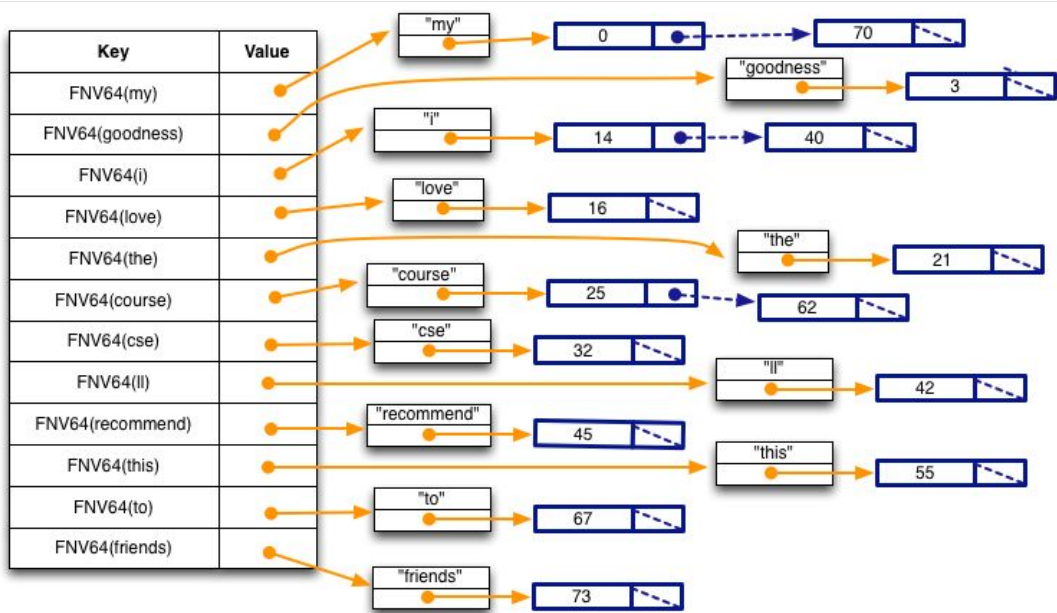 Key Value
FNV64(my) "my" 0 70
FNV64(goodness) "goodness" 3
FNV64(i) "i" 14 40
FNV64(love) "love" 16
FNV64(the) "the" 21
FNV64(course) "course" 25 62
FNV64(cse) "cse" 32
FNV64(ll) "ll" 42
FNV64(recommend) "recommend" 45
FNV64(this) "this" 55
FNV64(to) "to" 67
FNV64(friends) "friends" 73